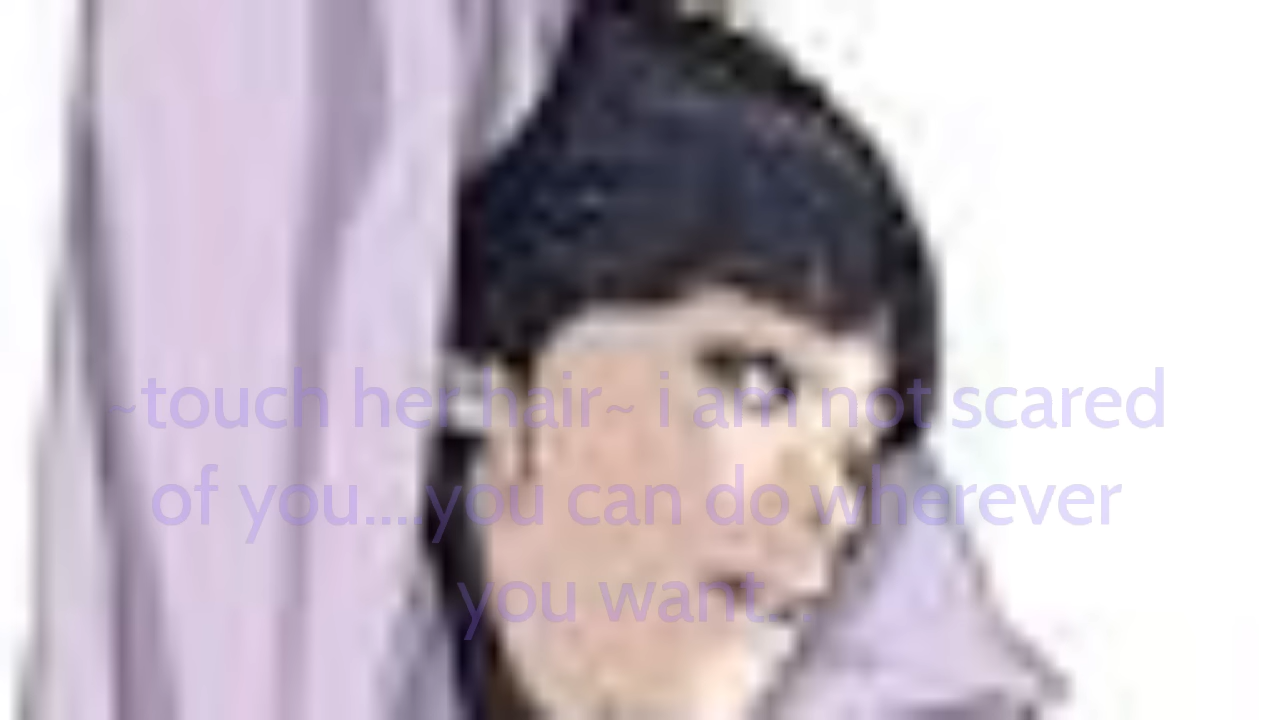 ~touch her hair~ i am not scared
of you....you can do wherever
you want...